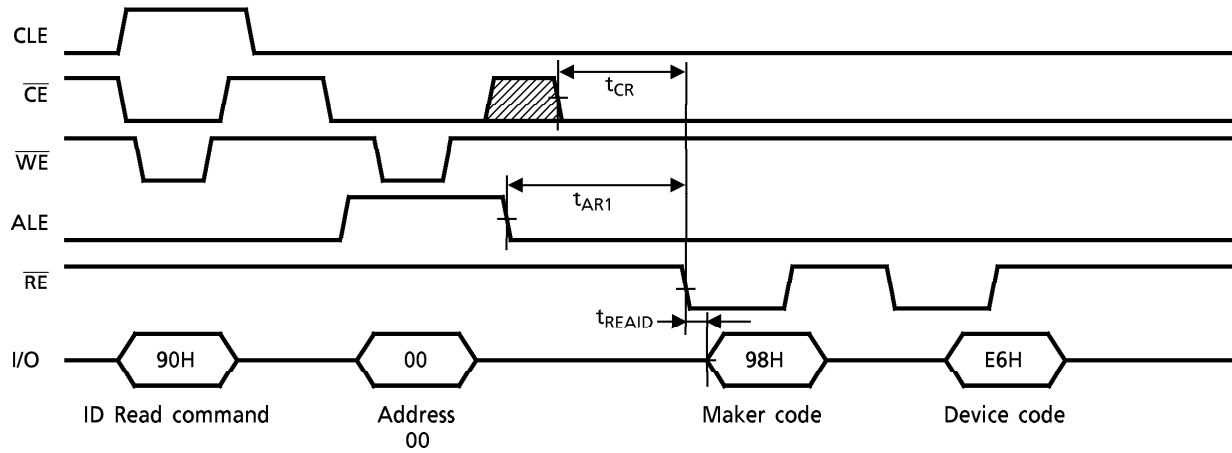 CLE
CE
tCR
WE
tAR1
ALE
RE
tREAID
I/O 90H 00 98H E6H
ID Read command Address Maker code Device code
00